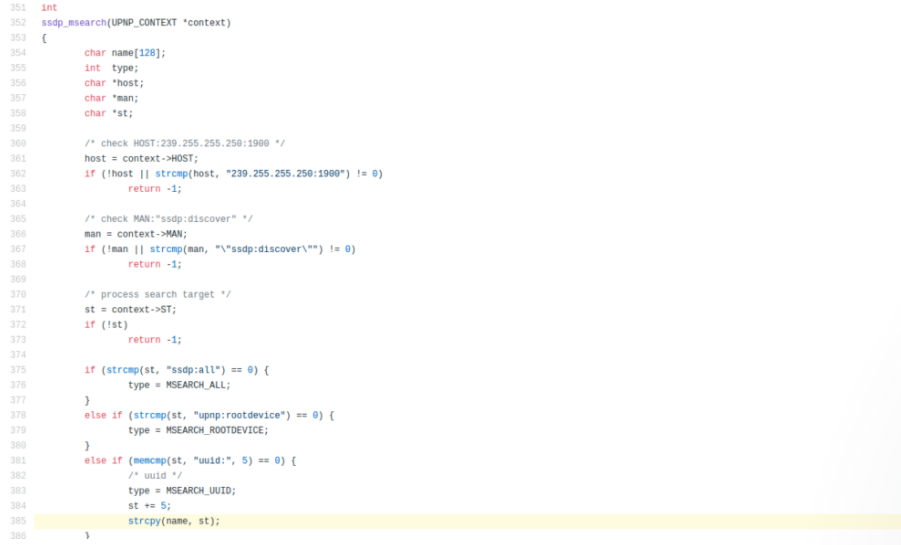 351 int
352 ssdp_msearch(UPNP_CONTEXT *context)
353 {
354 char name[128];
355 int  type;
356 char *host;
357 char *man;
358 char *st;
359
360 /* check HOST:239.255.255.250:1900 */
361 host = context->HOST;
362 if (!host || strcmp(host, "239.255.255.250:1900") != 0)
363 return -1;
364
365 /* check MAN:"ssdp:discover" */
366 man = context->MAN;
367 if (!man || strcmp(man, "\"ssdp:discover\"") != 0)
368 return -1;
369
370 /* process search target */
371 st = context->ST;
372 if (!st)
373 return -1;
374
375 if (strcmp(st, "ssdp:all") == 0) {
376 type = MSEARCH_ALL;
377 }
378 else if (strcmp(st, "upnp:rootdevice") == 0) {
379 type = MSEARCH_ROOTDEVICE;
380 }
381 else if (memcmp(st, "uuid:", 5) == 0) {
382 /* uuid */
383 type = MSEARCH_UUID;
384 st += 5;
385 strcpy(name, st);
386 }